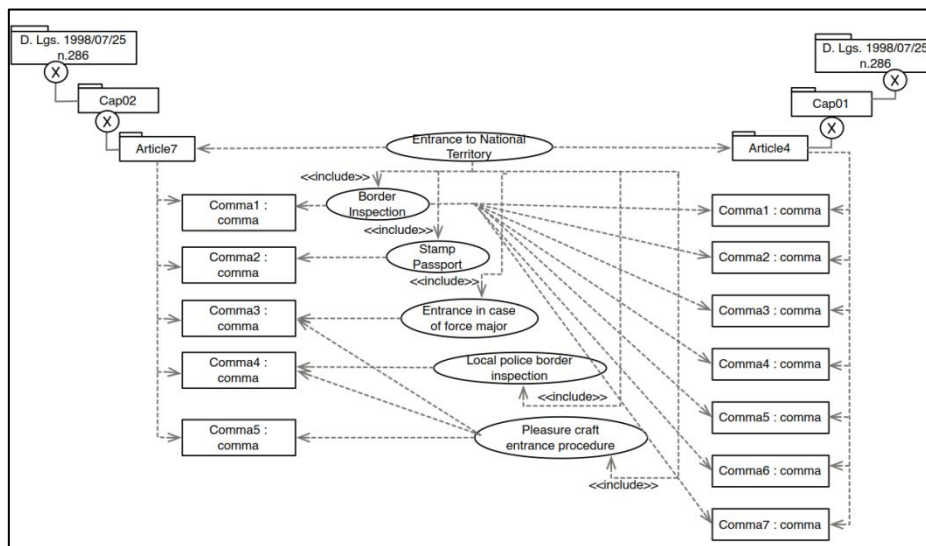 D. Lgs. 1998/07/25
n.286
D. Lgs. 1998/07/25
n.286
X
X
Cap02
Cap01
X
X
Article7
Entrance to National
Territory
Article4
<<include>>
Comma1 :
comma
Border
Inspection
Comma1 : comma
<<include>>
Comma2 :
comma
Stamp
Passport
Comma2 : comma
<<include>>
Comma3 :
comma
Entrance in case
of force major
Comma3 : comma
Comma4 :
comma
Local police border
inspection
Comma4 : comma
<<include>>
Comma5 :
comma
Pleasure craft
entrance procedure
Comma5 : comma
Comma6 : comma
<<include>>
Comma7 : comma